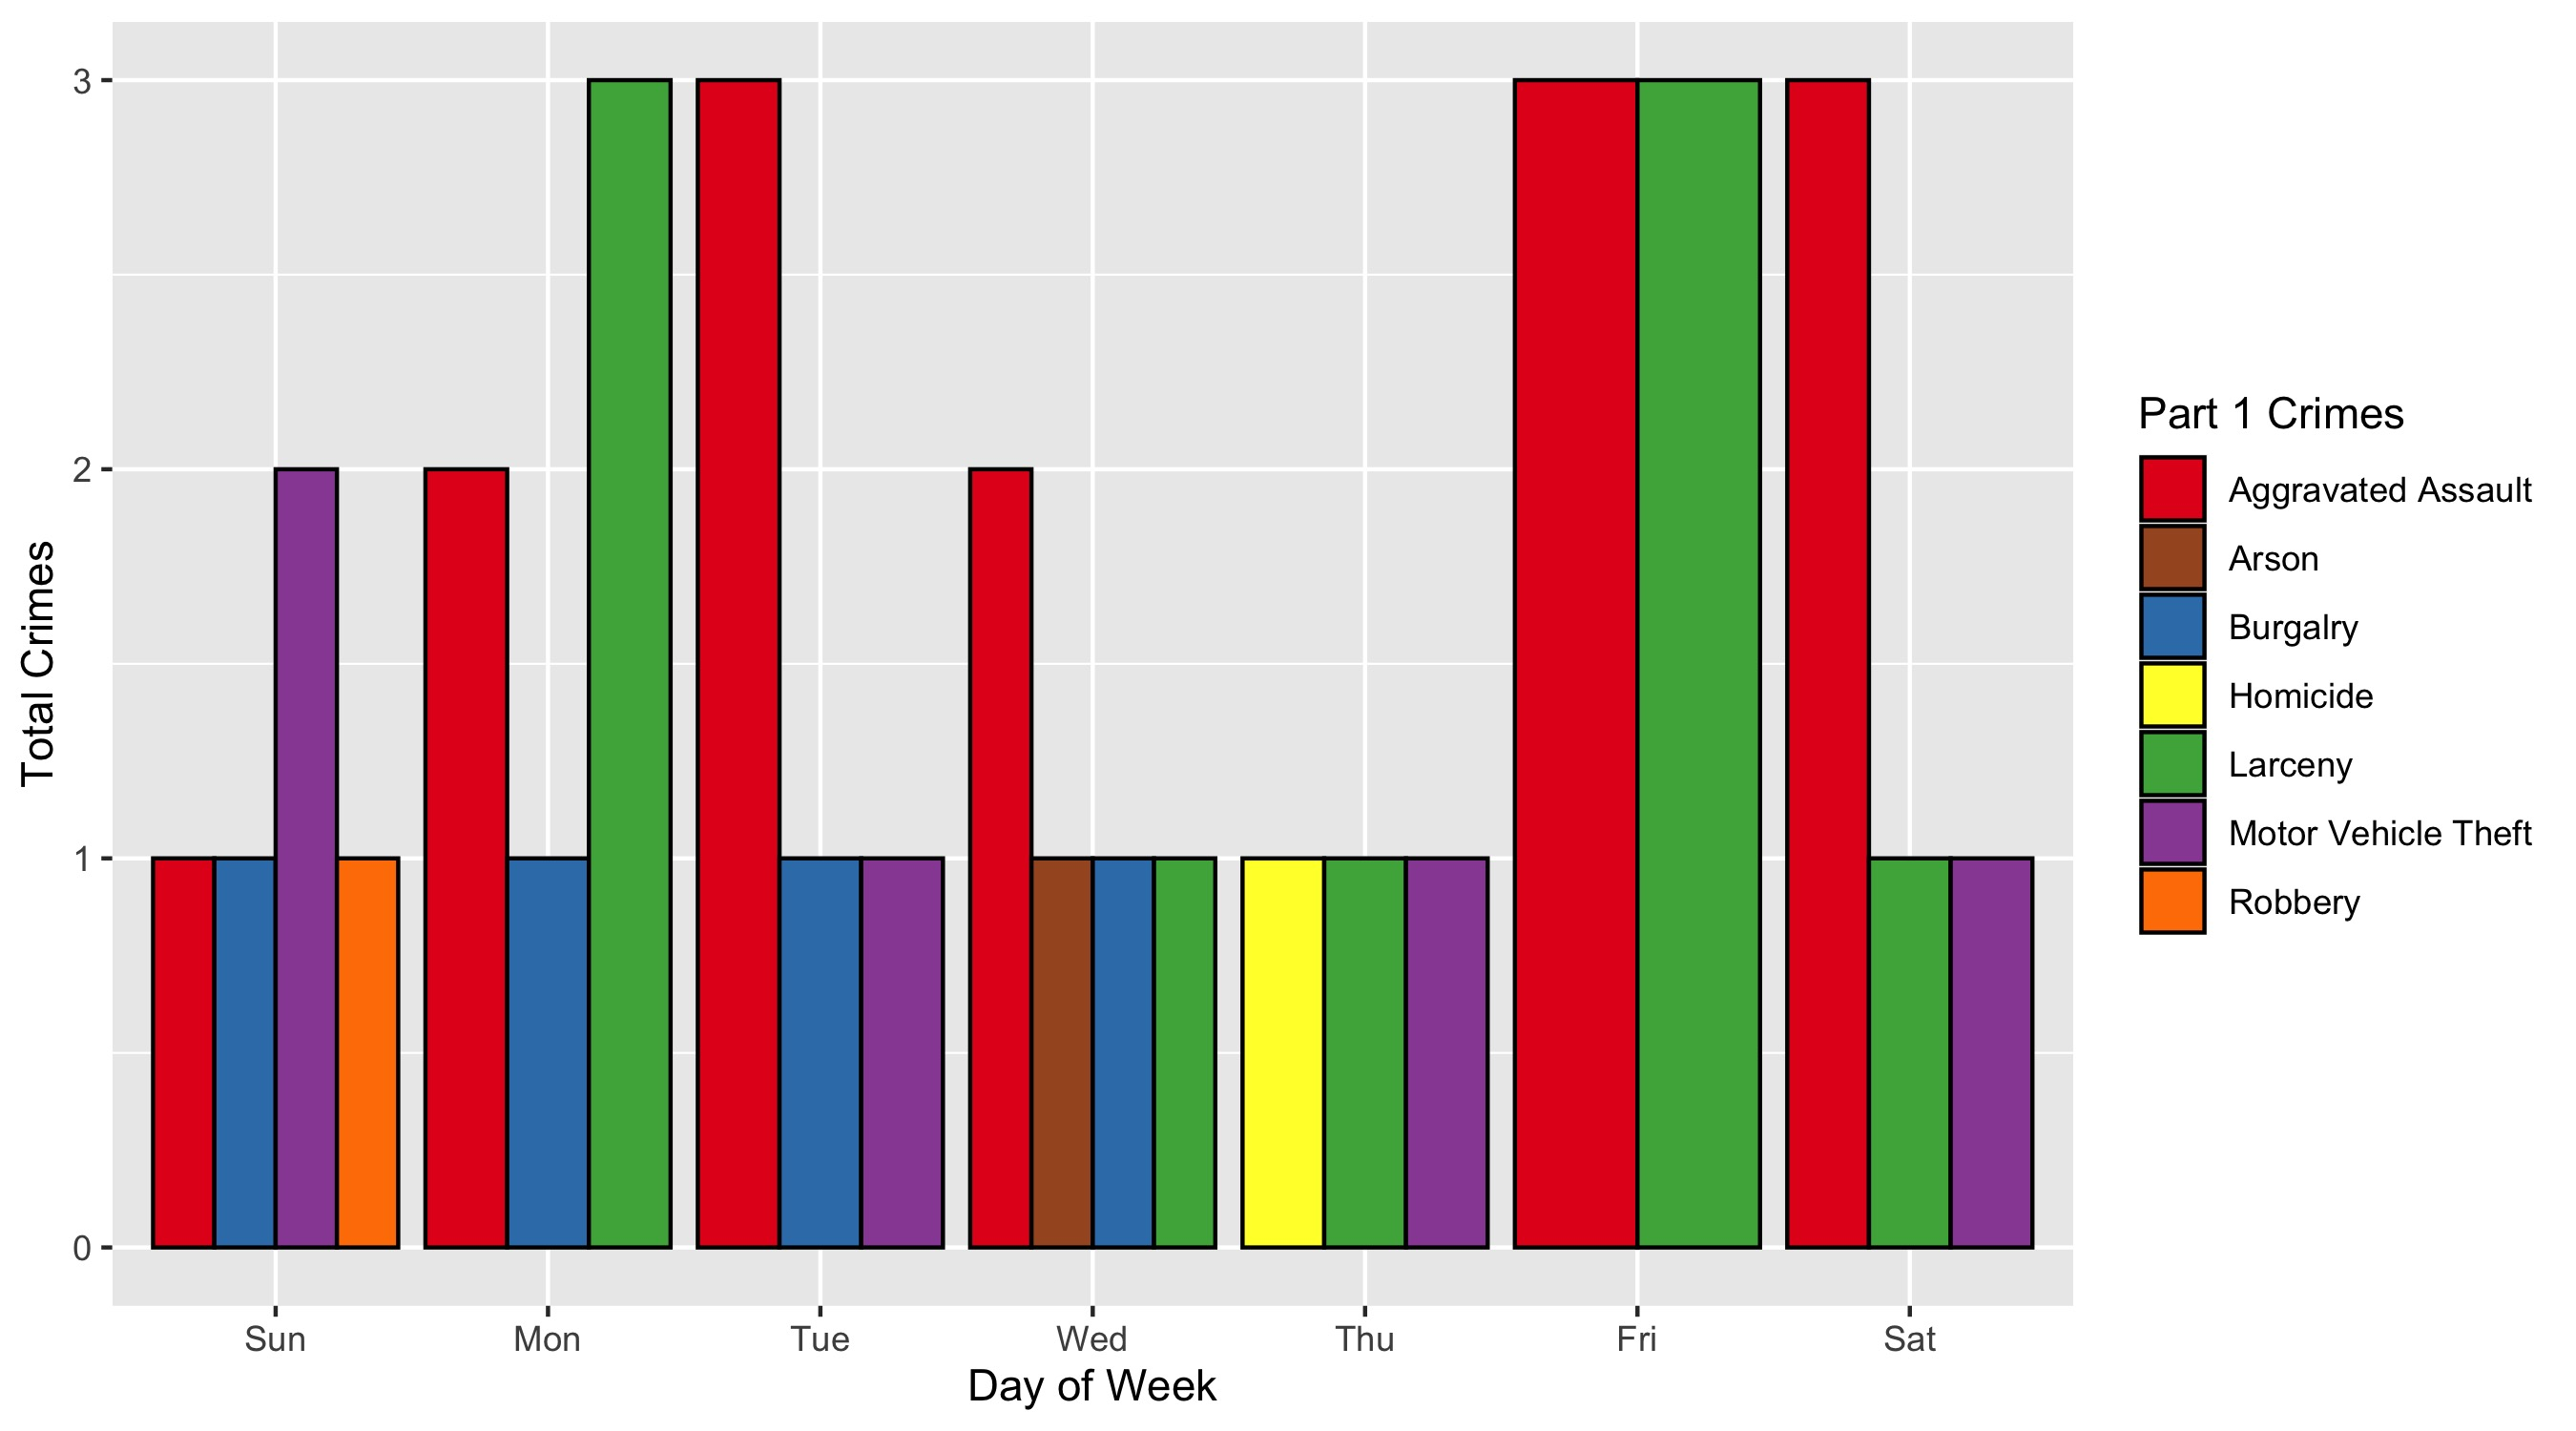 3
2
1
0
Total Crimes
Sun Mon Tue Wed Thu Fri Sat
Day of Week
Part 1 Crimes
Aggravated Assault
Arson
Burgalry
Homicide
Larceny
Motor Vehicle Theft
Robbery